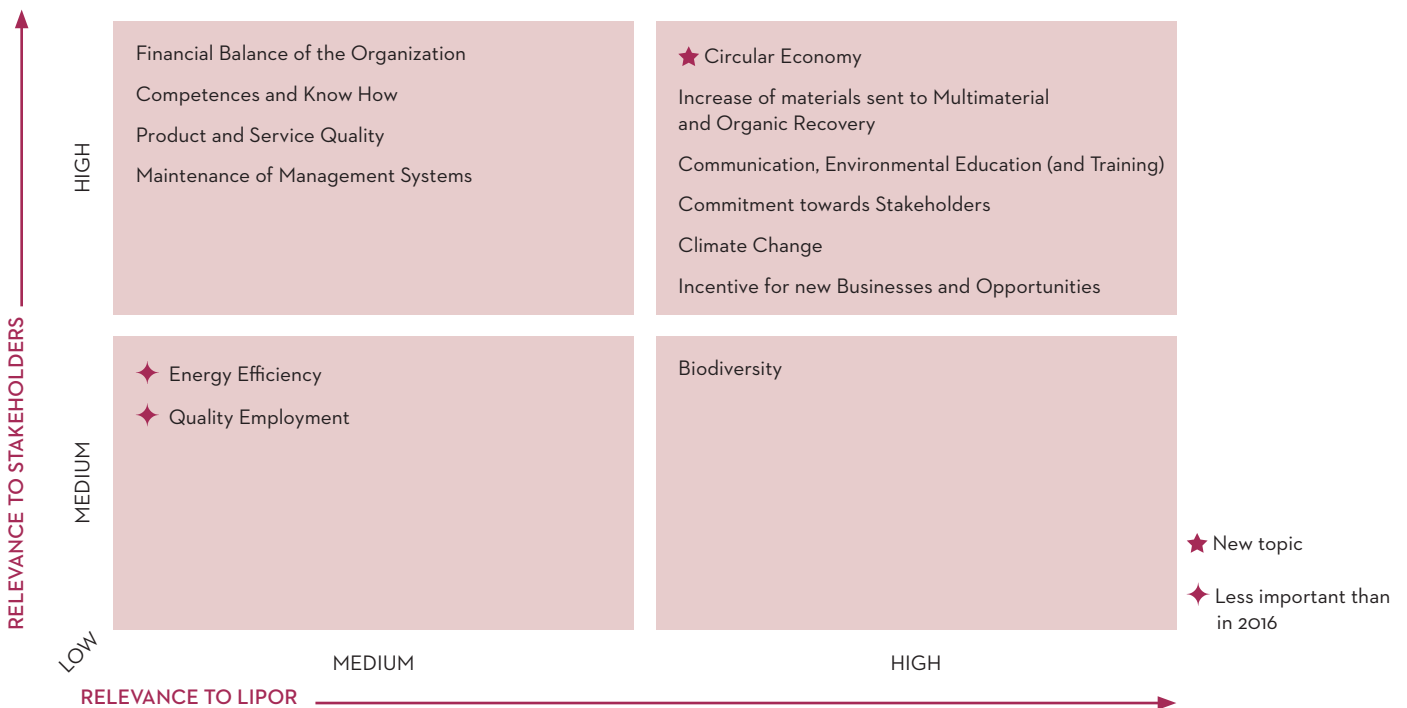 Financial Balance of the Organization
Competences and Know How
Product and Service Quality
Maintenance of Management Systems
Circular Economy
Increase of materials sent to Multimaterial
and Organic Recovery
Communication, Environmental Education (and Training)
Commitment towards Stakeholders
Climate Change
Incentive for new Businesses and Opportunities
HIGH
Energy Efficiency
Quality Employment
Biodiversity
MEDIUM
RELEVANCE TO STAKEHOLDERS
New topic
Less important than
in 2016
LOW
MEDIUM
HIGH
RELEVANCE TO LIPOR